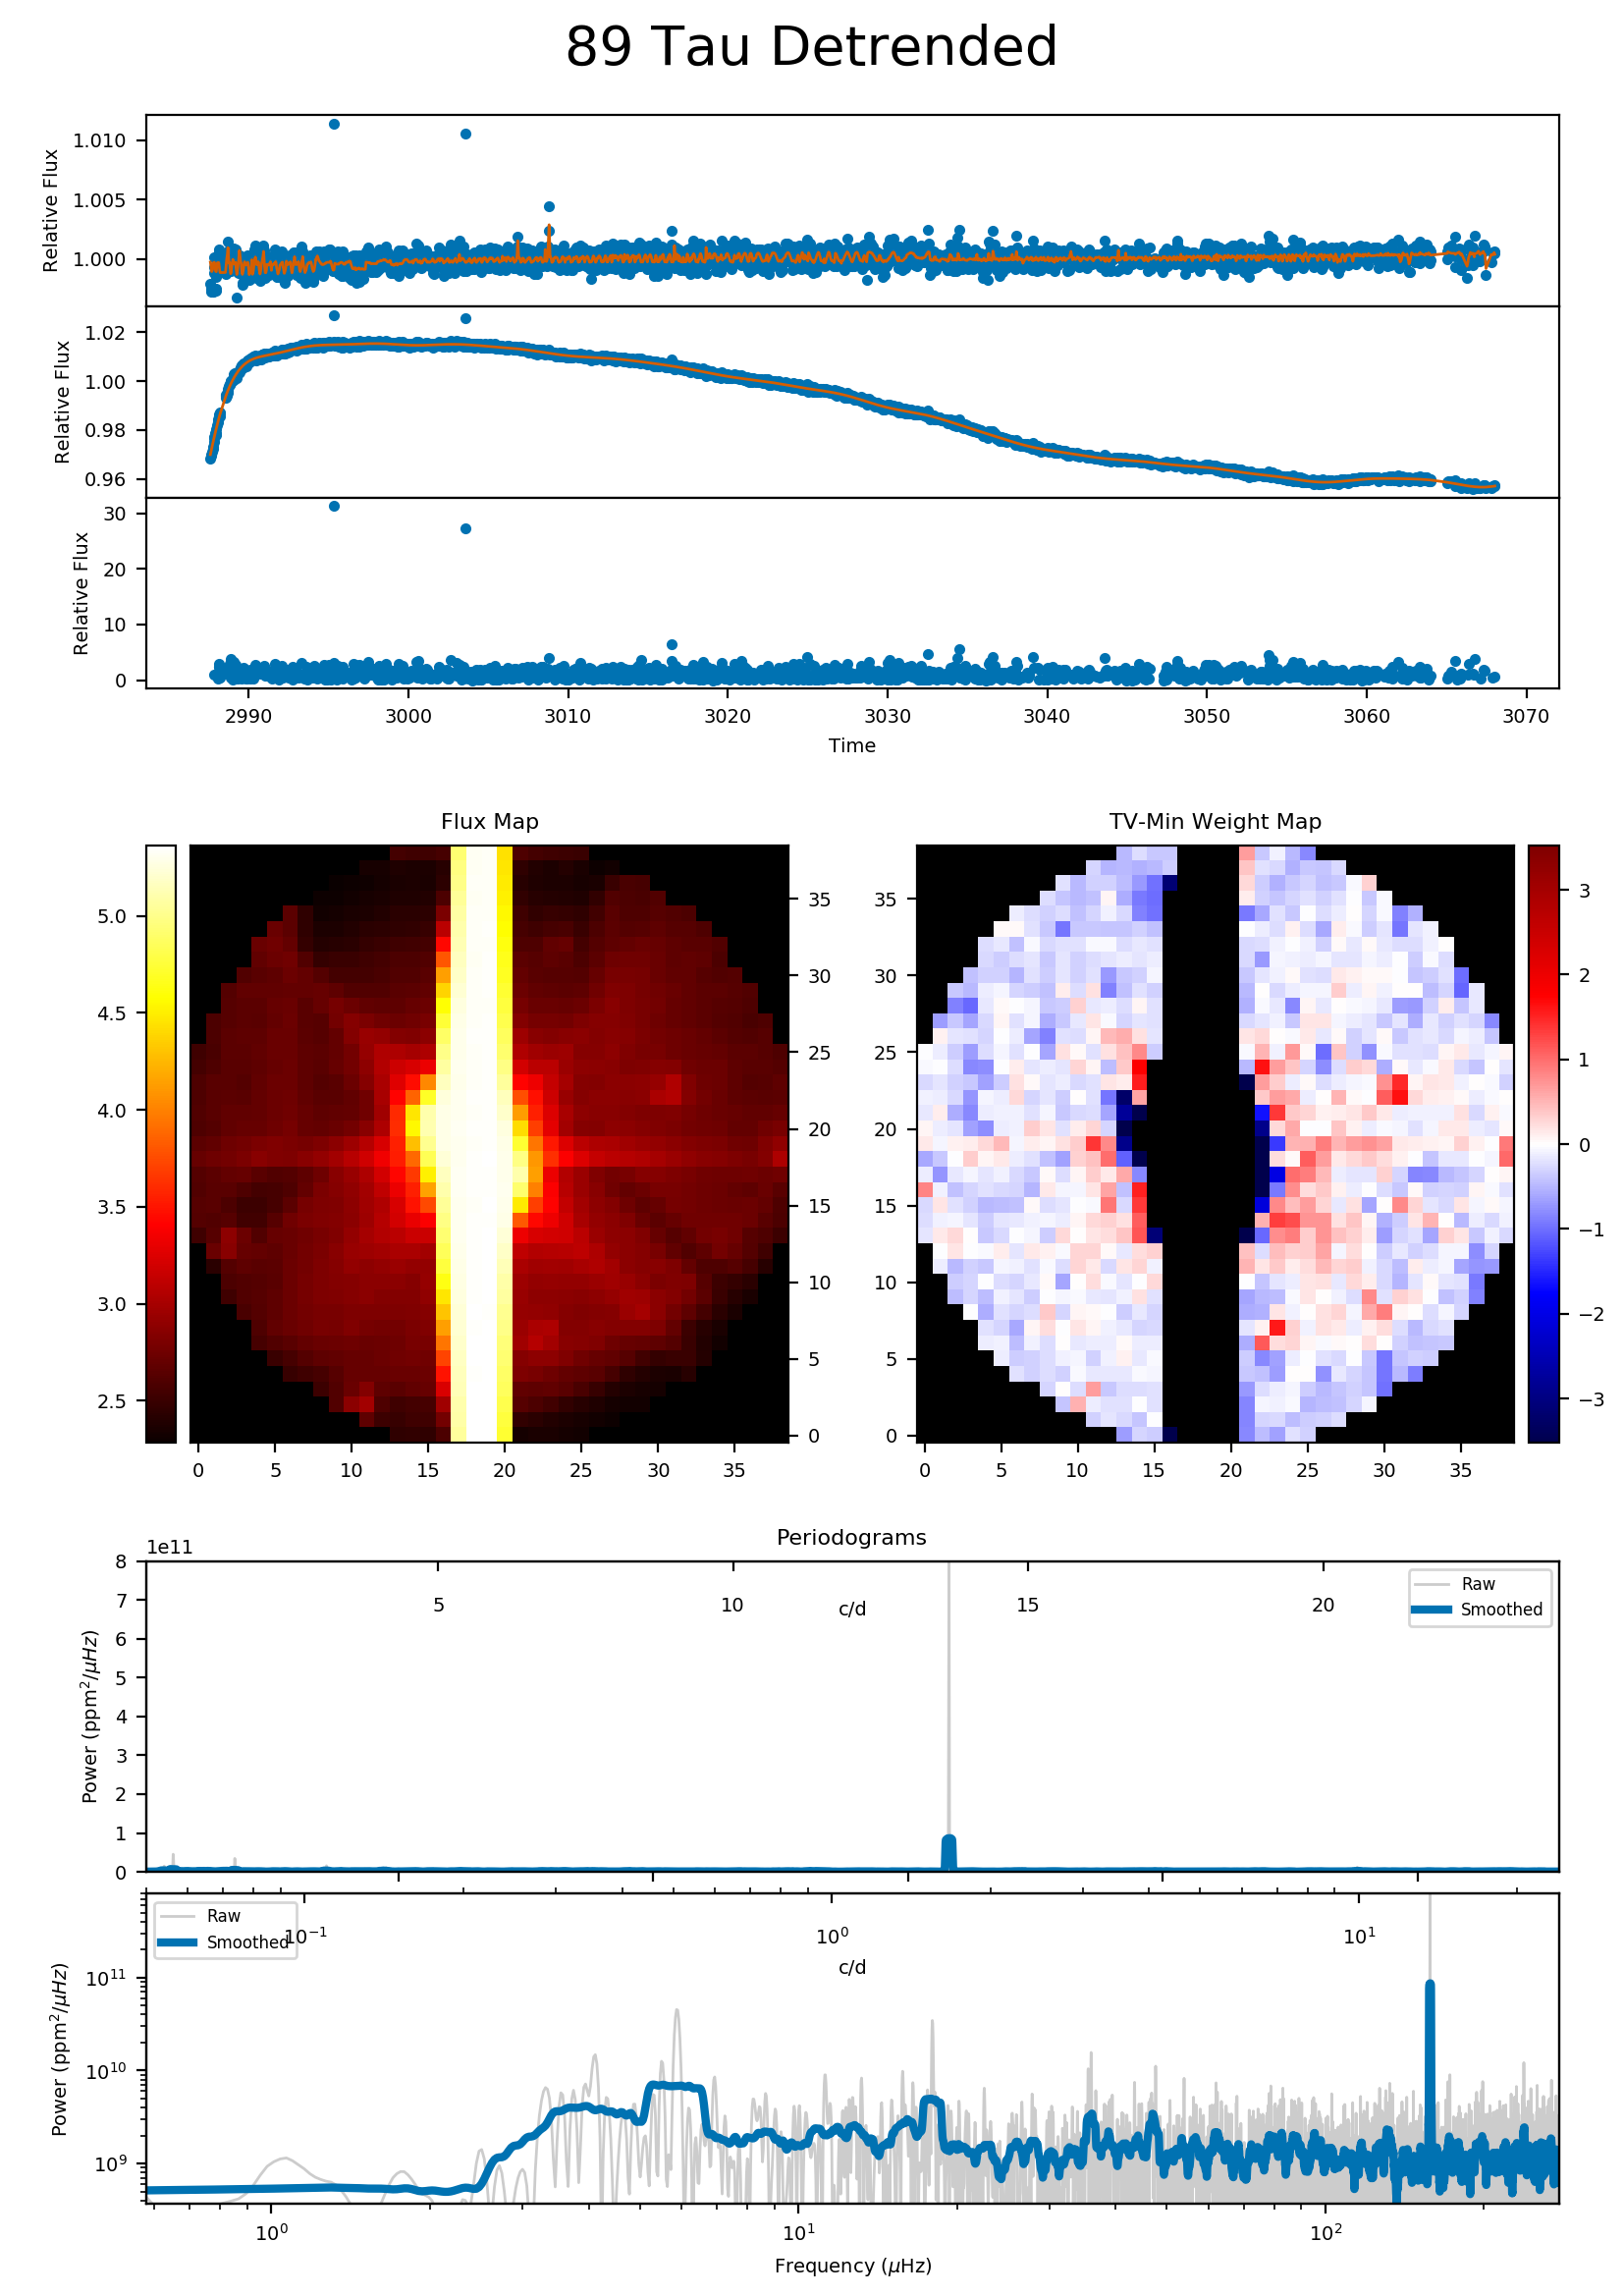 89 Tau Detrended
Relative Flux
1.010
1.005
1.000
Relative Flux
1.02
1.00
0.98
0.96
Relative Flux
30
20
10
0
2990 3000 3010 3020 3030 3040 3050 3060 3070
Time
Flux Map
5.0
4.5
4.0
3.5
3.0
2.5
35
30
25
20
15
10
5
0
0 5 10 15 20 25 30 35
TV-Min Weight Map
35
30
25
20
15
10
5
0
3
2
1
0
−1
−2
−3
0 5 10 15 20 25 30 35
Periodograms
1e11
Power (ppm²/μHz)
8
7
6
5
4
3
2
1
0
5 10 15 20
c/d
Raw
Smoothed
Power (ppm²/μHz)
10¹¹
10¹⁰
10⁹
Raw
Smoothed
10⁻¹ 10⁰ 10¹
c/d
10⁰ 10¹ 10²
Frequency (μHz)